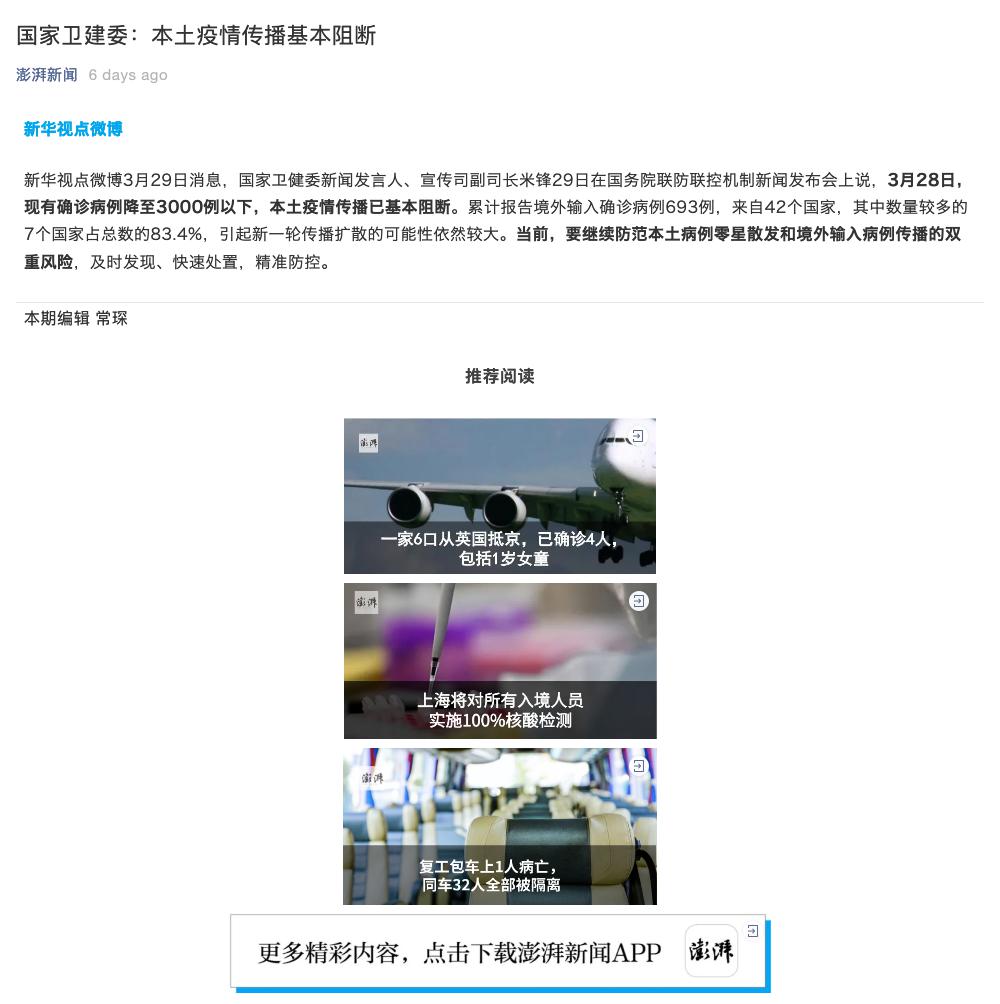 国家卫建委：本土疫情传播基本阻断
澎湃新闻 6 days ago
新华视点微博
新华视点微博3月29日消息，国家卫健委新闻发言人、宣传司副司长米锋29日在国务院联防联控机制新闻发布会上说，3月28日，
现有确诊病例降至3000例以下，本土疫情传播已基本阻断。累计报告境外输入确诊病例693例，来自42个国家，其中数量较多的
7个国家占总数的83.4%，引起新一轮传播扩散的可能性依然较大。当前，要继续防范本土病例零星散发和境外输入病例传播的双
重风险，及时发现、快速处置，精准防控。
本期编辑 常琛
推荐阅读
澎湃
一家6口从英国抵京，已确诊4人，
包括1岁女童
澎湃
上海将对所有入境人员
实施100%核酸检测
澎湃
复工包车上1人病亡，
同车32人全部被隔离
更多精彩内容，点击下载澎湃新闻APP
澎湃